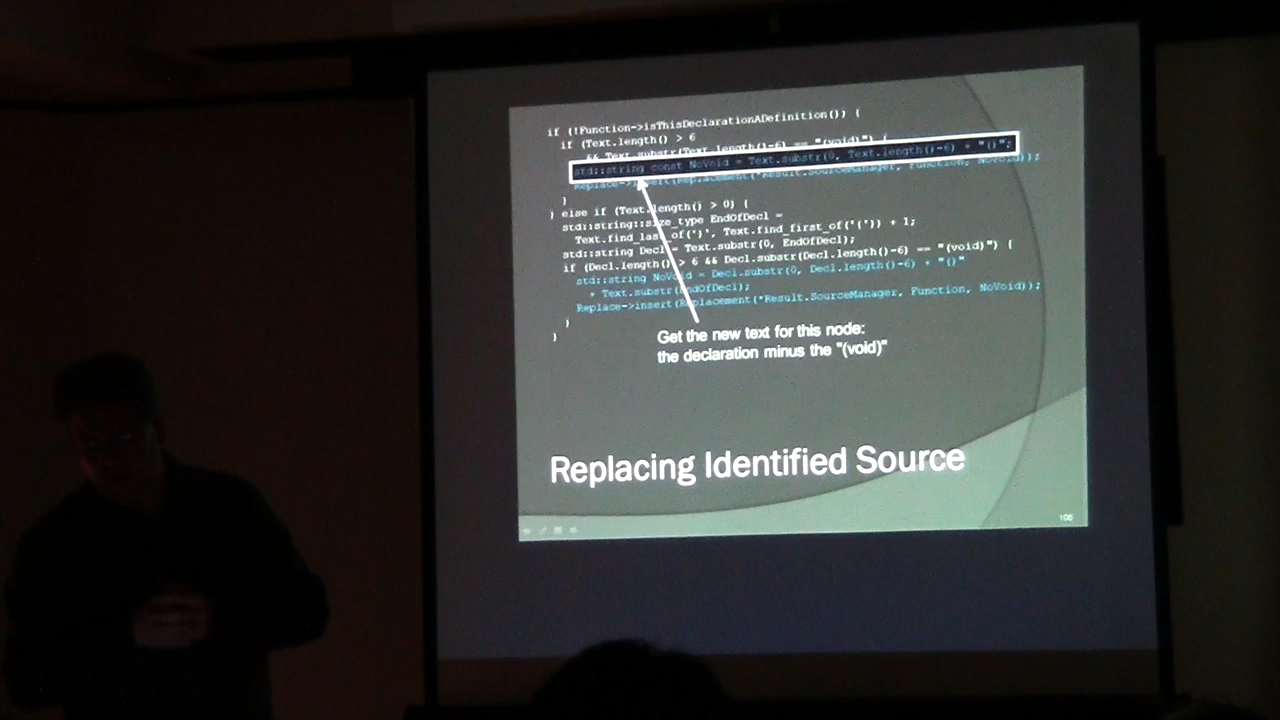 if (!Function->isThisDeclarationADefinition()) {
if (Text.length() > 6
&& Text.substr(Text.length()-6) == "(void)") {
std::string const NoVoid = Text.substr(0, Text.length()-6) + "()";
Replace->insert(Replacement(*Result.SourceManager, Function, NoVoid));
}
} else if (Text.length() > 0) {
std::string::size_type EndOfDecl =
Text.find_last_of(')', Text.find_first_of('{')) + 1;
std::string Decl = Text.substr(0, EndOfDecl);
if (Decl.length() > 6 && Decl.substr(Decl.length()-6) == "(void)") {
std::string NoVoid = Decl.substr(0, Decl.length()-6) + "()"
+ Text.substr(EndOfDecl);
Replace->insert(Replacement(*Result.SourceManager, Function, NoVoid));
}
}
Get the new text for this node:
the declaration minus the "(void)"
Replacing Identified Source